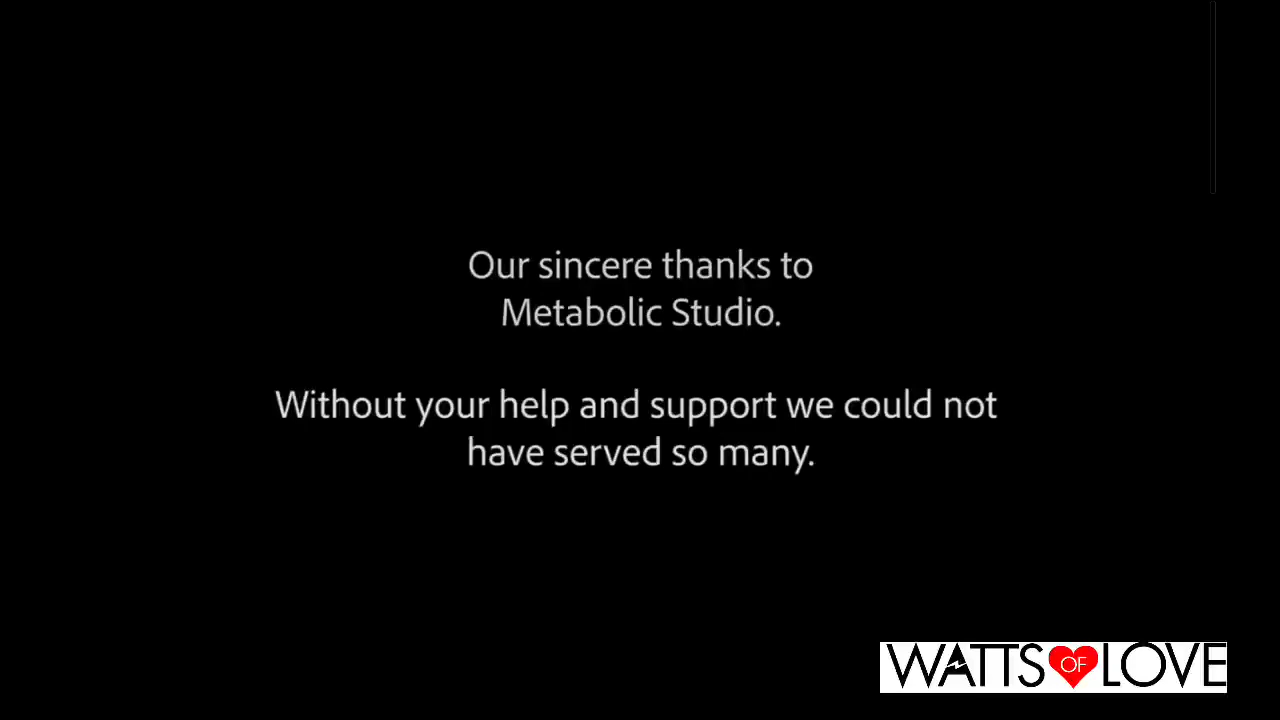 Our sincere thanks to
Metabolic Studio.
Without your help and support we could not
have served so many.
WATTS OF LOVE